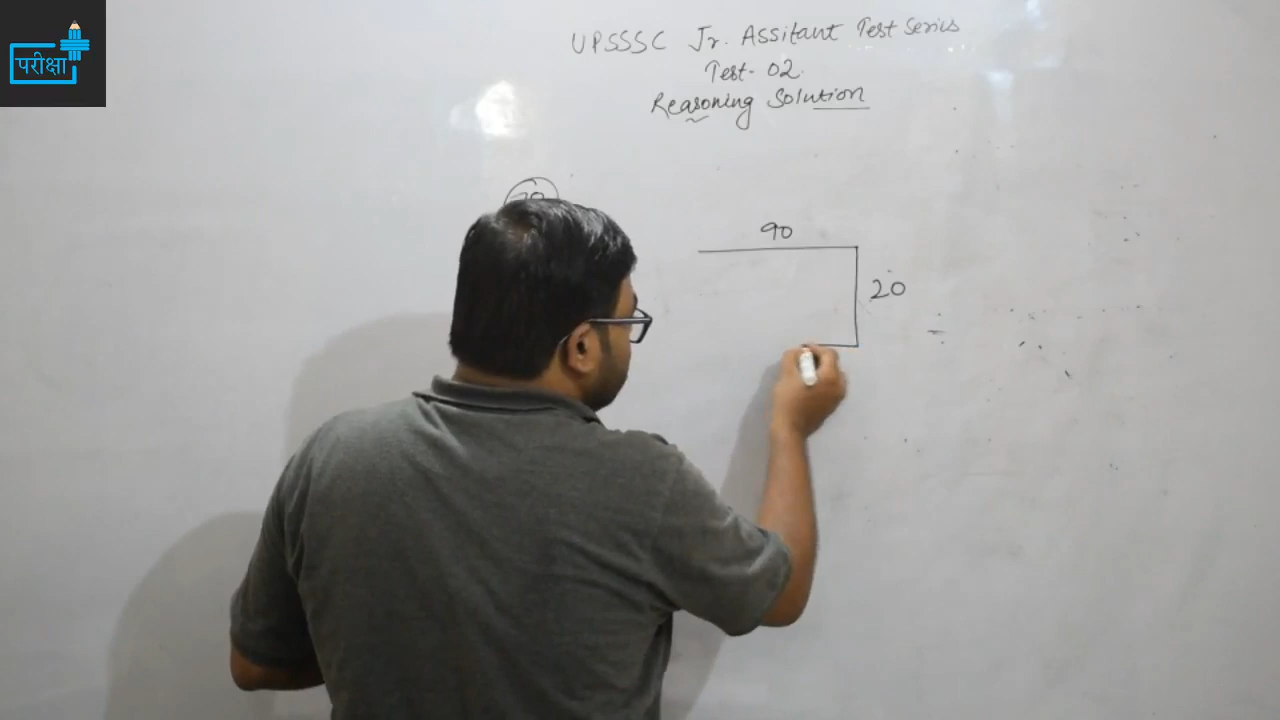 परीक्षा
UPSSSC Jr. Assitant Test Series
Test-02.
Reasoning Solution
90
20